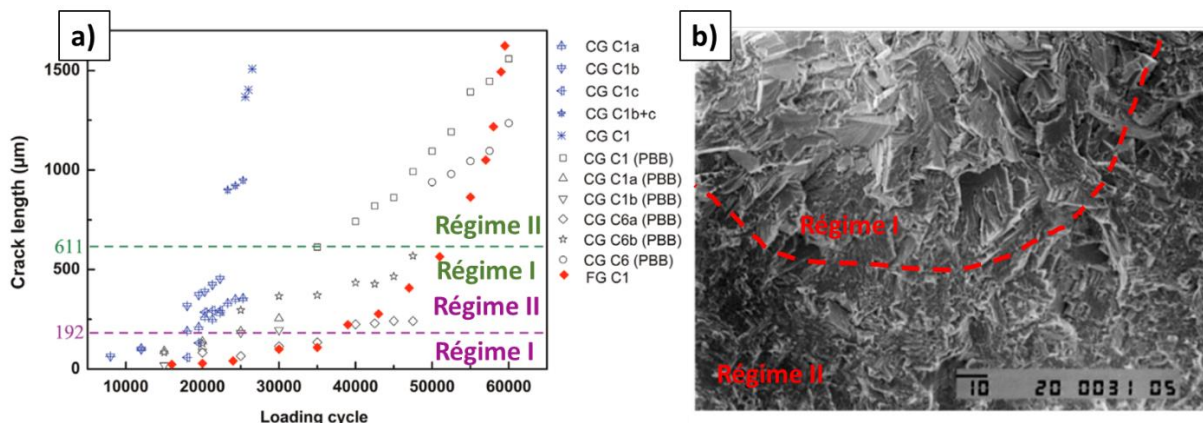 a)
1500
1000
611
500
192
0
Crack length (µm)
10000 20000 30000 40000 50000 60000
Loading cycle
Régime II
Régime I
Régime II
Régime I
CG C1a
CG C1b
CG C1c
CG C1b+c
CG C1
CG C1 (PBB)
CG C1a (PBB)
CG C1b (PBB)
CG C6a (PBB)
CG C6b (PBB)
CG C6 (PBB)
FG C1
b)
Régime I
Régime II
10 20 0031 05